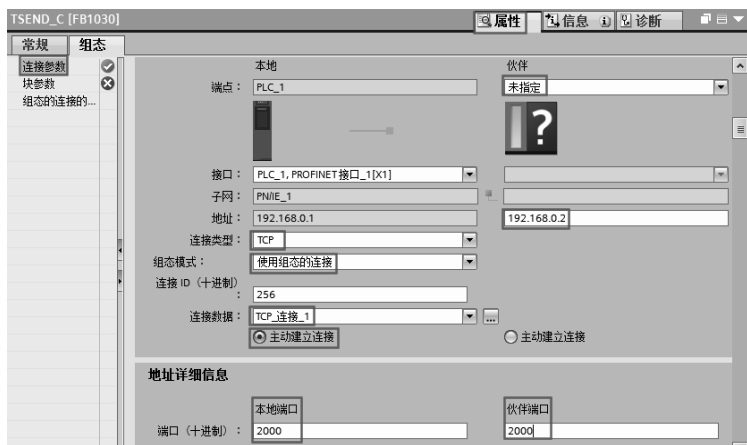 TSEND_C [FB1030]
属性 信息 诊断
常规 组态
连接参数
块参数
组态的连接的...
本地 伙伴
端点： PLC_1 未指定
?
接口： PLC_1, PROFINET接口_1[X1]
子网： PN/IE_1
地址： 192.168.0.1 192.168.0.2
连接类型： TCP
组态模式： 使用组态的连接
连接 ID（十进制）
： 256
连接数据： TCP_连接_1 ...
主动建立连接 主动建立连接
地址详细信息
本地端口 伙伴端口
端口（十进制）： 2000 2000